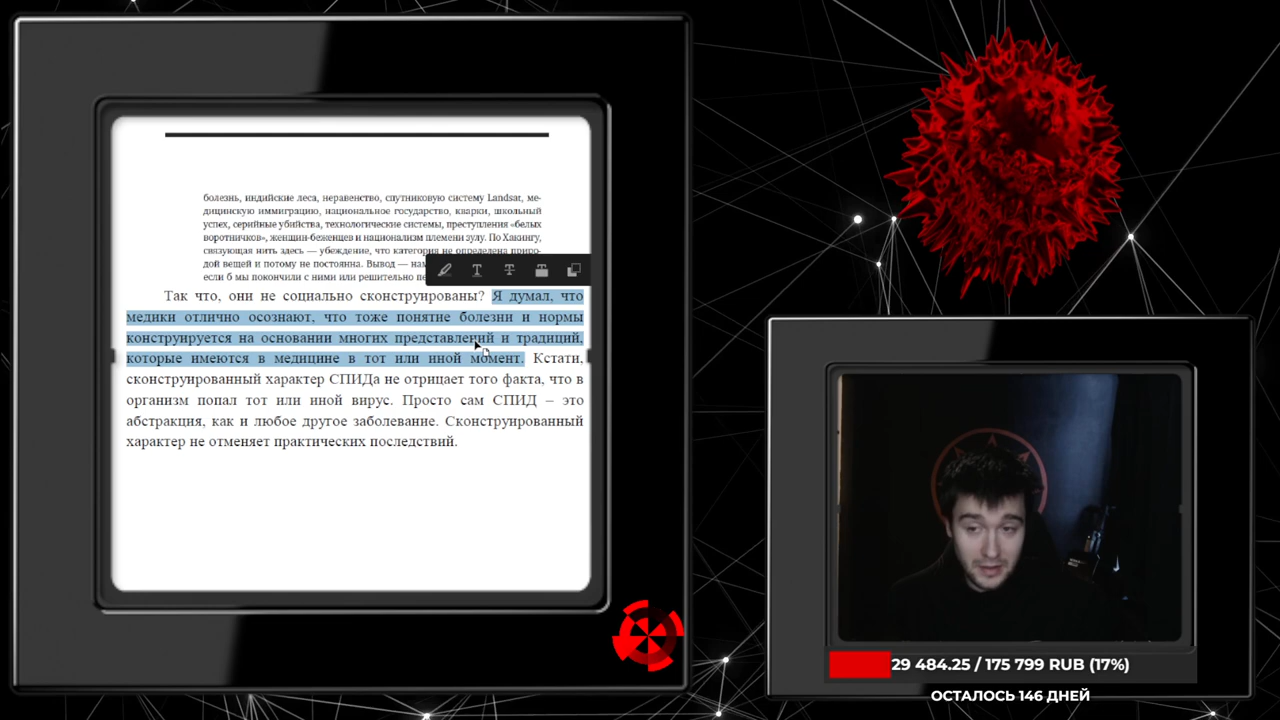 болезнь, индийские леса, неравенство, спутниковую систему Landsat, ме-
дицинскую иммиграцию, национальное государство, кварки, школьный
успех, серийные убийства, технологические системы, преступления «белых
воротничков», женщин-беженцев и национализм племени зулу. По Хакингу,
связующая нить здесь — убеждение, что категория не определена приро-
дой вещей и потому не постоянна. Вывод — нам
если б мы покончили с ними или решительно
Так что, они не социально сконструированы? Я думал, что
медики отлично осознают, что тоже понятие болезни и нормы
конструируется на основании многих представлений и традиций,
которые имеются в медицине в тот или иной момент. Кстати,
сконструированный характер СПИДа не отрицает того факта, что в
организм попал тот или иной вирус. Просто сам СПИД – это
абстракция, как и любое другое заболевание. Сконструированный
характер не отменяет практических последствий.
29 484.25 / 175 799 RUB (17%)
ОСТАЛОСЬ 146 ДНЕЙ